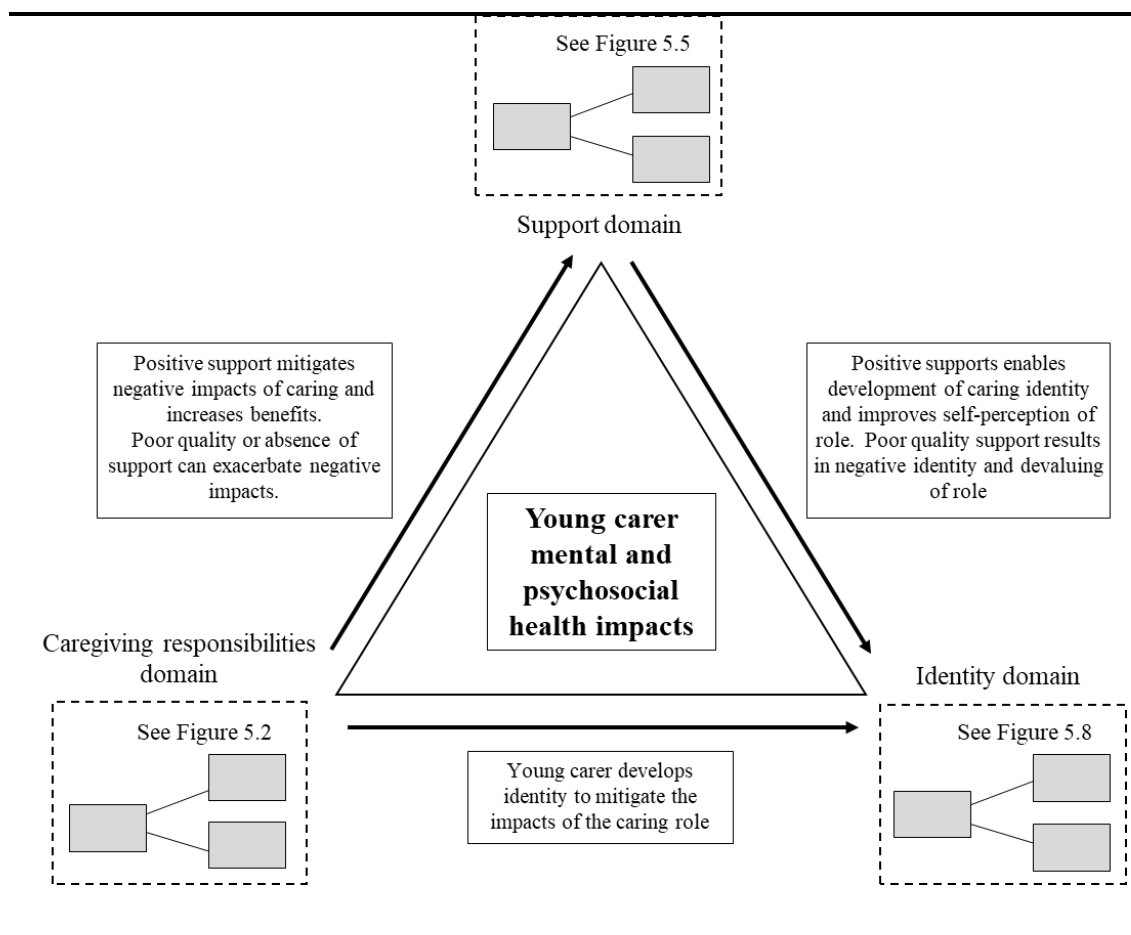 See Figure 5.5
Support domain
Positive support mitigates
negative impacts of caring and
increases benefits.
Poor quality or absence of
support can exacerbate negative
impacts.
Positive supports enables
development of caring identity
and improves self-perception of
role.  Poor quality support results
in negative identity and devaluing
of role
Young carer
mental and
psychosocial
health impacts
Caregiving responsibilities
domain
See Figure 5.2
Identity domain
See Figure 5.8
Young carer develops
identity to mitigate the
impacts of the caring role